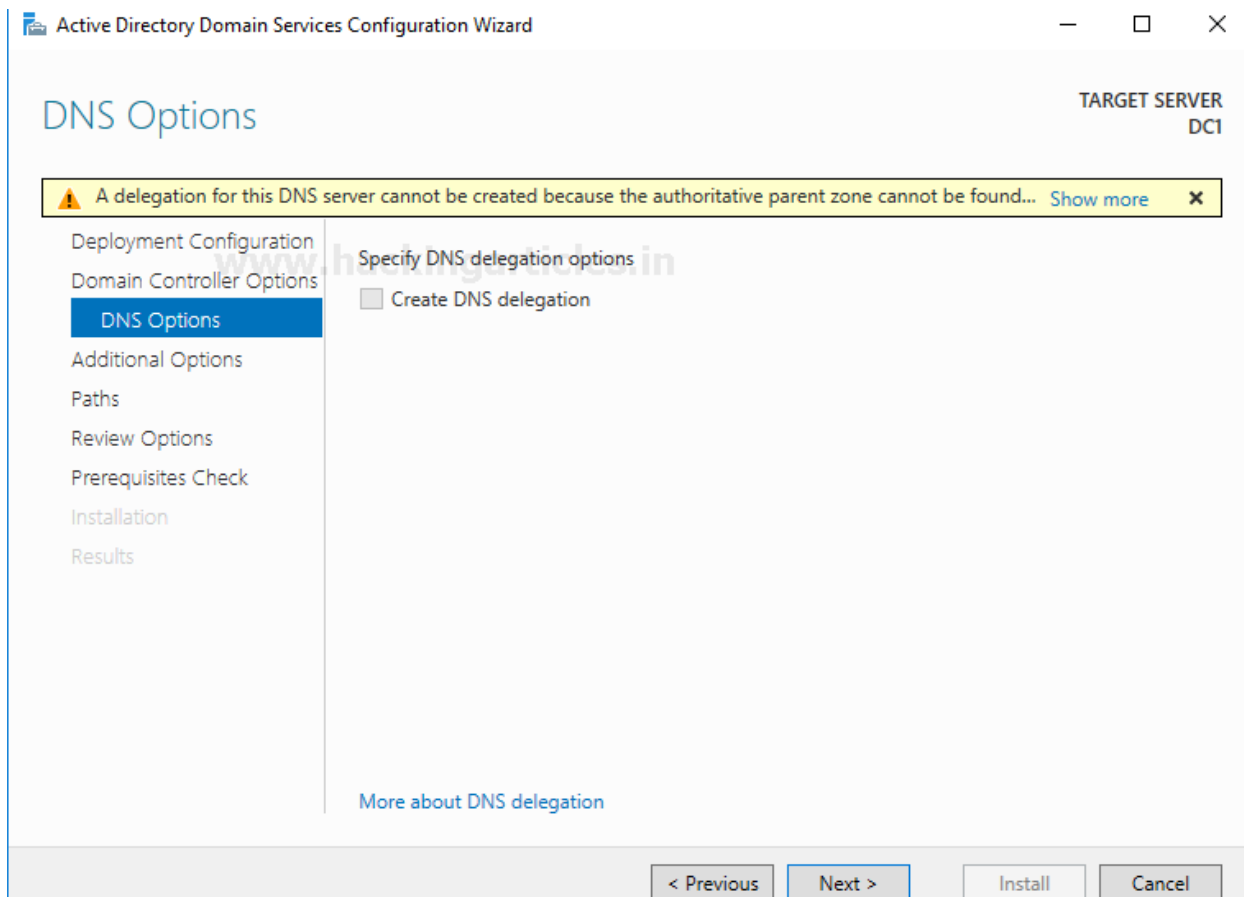 Active Directory Domain Services Configuration Wizard
DNS Options
TARGET SERVER
DC1
A delegation for this DNS server cannot be created because the authoritative parent zone cannot be found... Show more
Deployment Configuration
Domain Controller Options
DNS Options
Additional Options
Paths
Review Options
Prerequisites Check
Installation
Results
www.hackingarticles.in
Specify DNS delegation options
Create DNS delegation
More about DNS delegation
< Previous
Next >
Install
Cancel